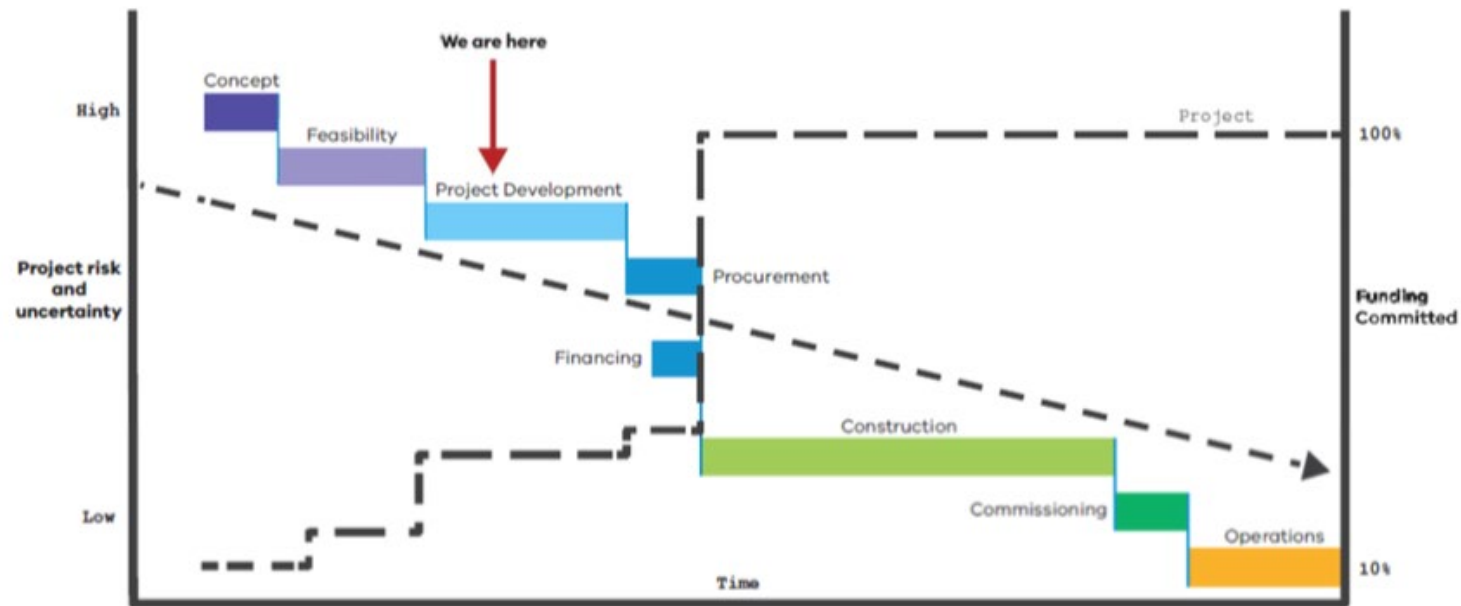 We are here
Concept
High
Feasibility
Project
100%
Project Development
Project risk
and
uncertainty
Procurement
Funding
Committed
Financing
Construction
Low
Commissioning
Operations
10%
Time